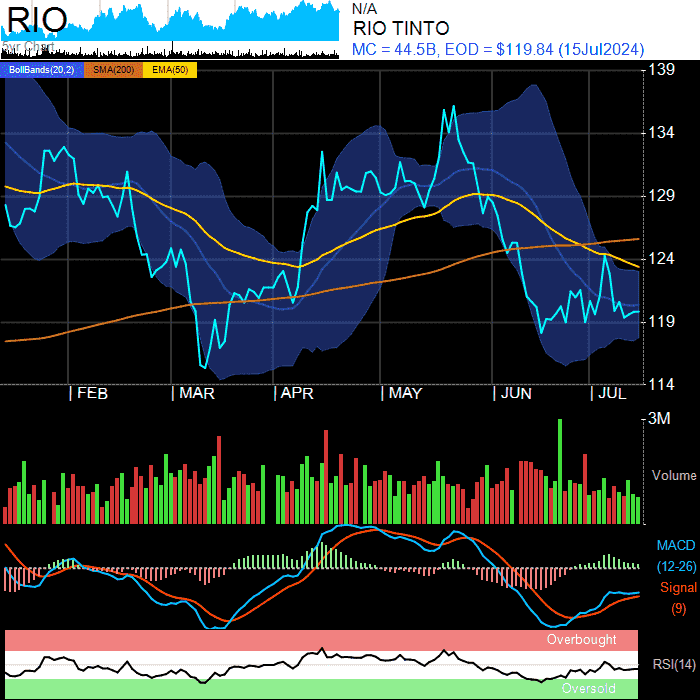 RIO
5yr Chart
N/A
RIO TINTO
MC = 44.5B, EOD = $119.84 (15Jul2024)
BollBands(20,2) SMA(200) EMA(50)
139
134
129
124
119
114
| FEB | MAR | APR | MAY | JUN | JUL
3M
Volume
MACD
(12-26)
Signal
(9)
Overbought
RSI(14)
Oversold